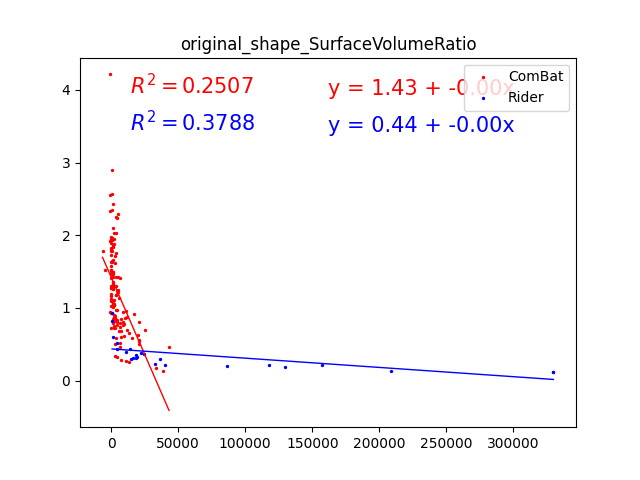 original_shape_SurfaceVolumeRatio
R² = 0.2507
y = 1.43 + -0.00x
R² = 0.3788
y = 0.44 + -0.00x
ComBat
Rider
4
3
2
1
0
0 50000 100000 150000 200000 250000 300000